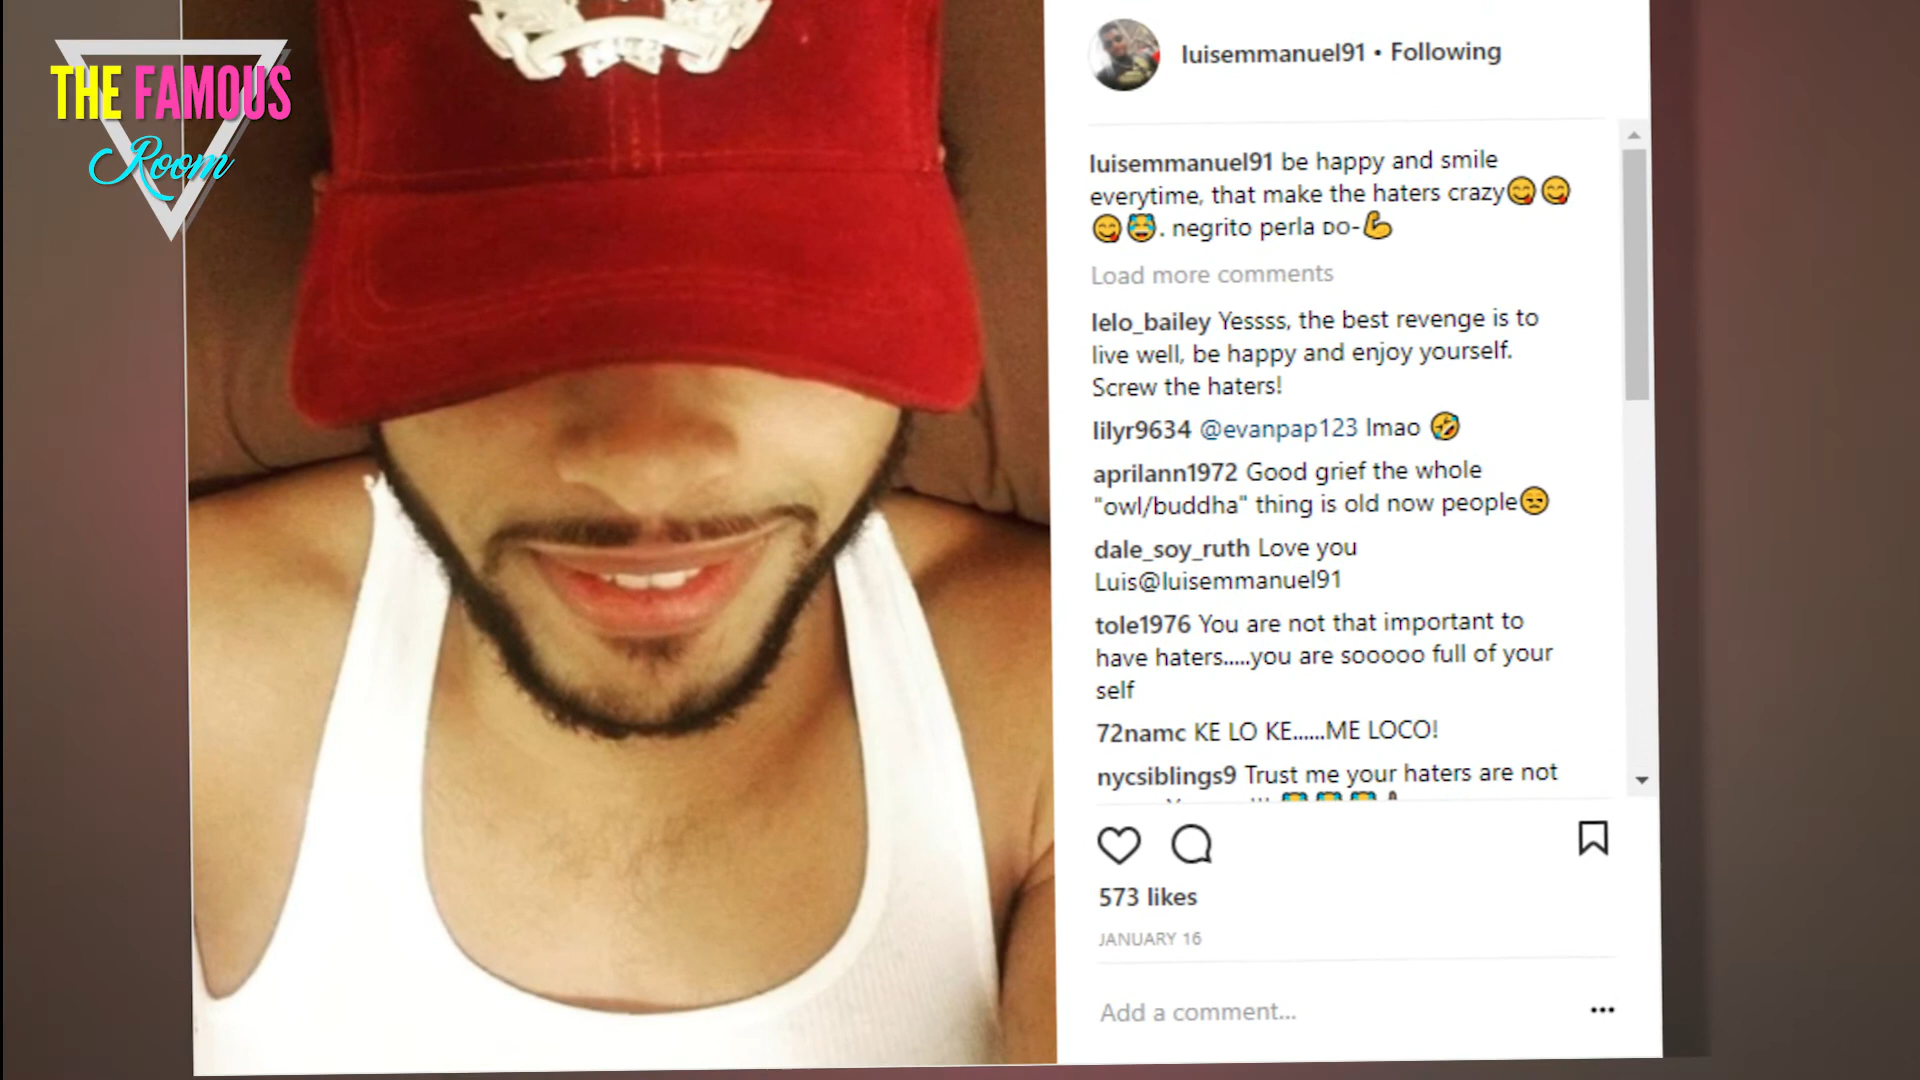 THE FAMOUS
Room
luisemmanuel91 • Following
luisemmanuel91 be happy and smile
everytime, that make the haters crazy😋😋
😋😹. negrito perla ᴅᴏ-💪
Load more comments
lelo_bailey Yessss, the best revenge is to
live well, be happy and enjoy yourself.
Screw the haters!
lilyr9634 @evanpap123 lmao 🤣
aprilann1972 Good grief the whole
"owl/buddha" thing is old now people😒
dale_soy_ruth Love you
Luis@luisemmanuel91
tole1976 You are not that important to
have haters.....you are sooooo full of your
self
72namc KE LO KE......ME LOCO!
nycsiblings9 Trust me your haters are not
573 likes
JANUARY 16
Add a comment...